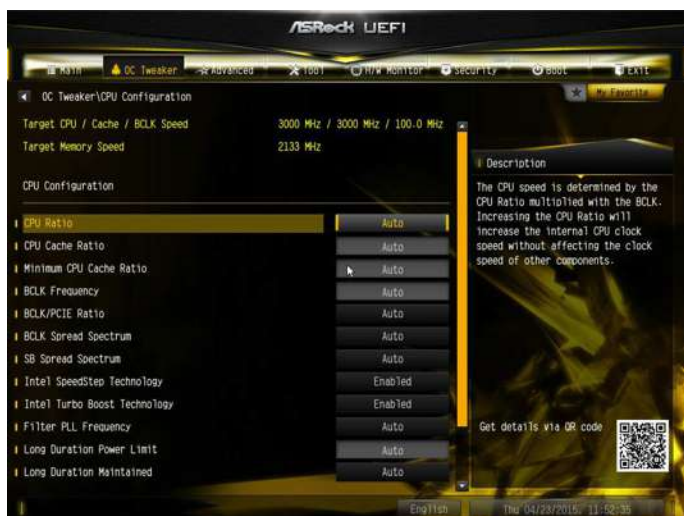 ASRock UEFI
Main OC Tweaker Advanced Tool H/W Monitor Security Boot Exit
OC Tweaker\CPU Configuration
My Favorite
Target CPU / Cache / BCLK Speed 3000 MHz / 3000 MHz / 100.0 MHz
Target Memory Speed 2133 MHz
CPU Configuration
CPU Ratio Auto
CPU Cache Ratio Auto
Minimum CPU Cache Ratio Auto
BCLK Frequency Auto
BCLK/PCIE Ratio Auto
BCLK Spread Spectrum Auto
SB Spread Spectrum Auto
Intel SpeedStep Technology Enabled
Intel Turbo Boost Technology Enabled
Filter PLL Frequency Auto
Long Duration Power Limit Auto
Long Duration Maintained Auto
Description
The CPU speed is determined by the
CPU Ratio multiplied with the BCLK.
Increasing the CPU Ratio will
increase the internal CPU clock
speed without affecting the clock
speed of other components.
Get details via QR code
English
Thu 04/23/2015, 11:52:35